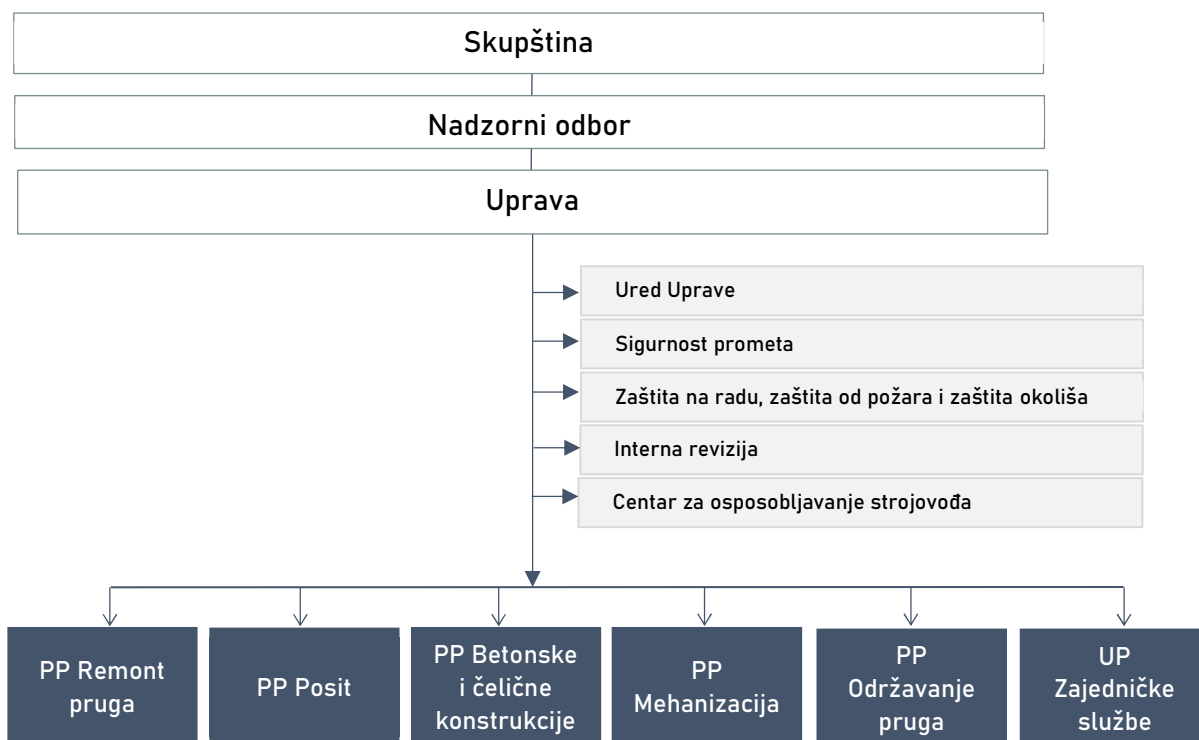 Skupština
Nadzorni odbor
Uprava
Ured Uprave
Sigurnost prometa
Zaštita na radu, zaštita od požara i zaštita okoliša
Interna revizija
Centar za osposobljavanje strojovođa
PP Remont
pruga
PP Posit
PP Betonske
i čelične
konstrukcije
PP
Mehanizacija
PP
Održavanje
pruga
UP
Zajedničke
službe